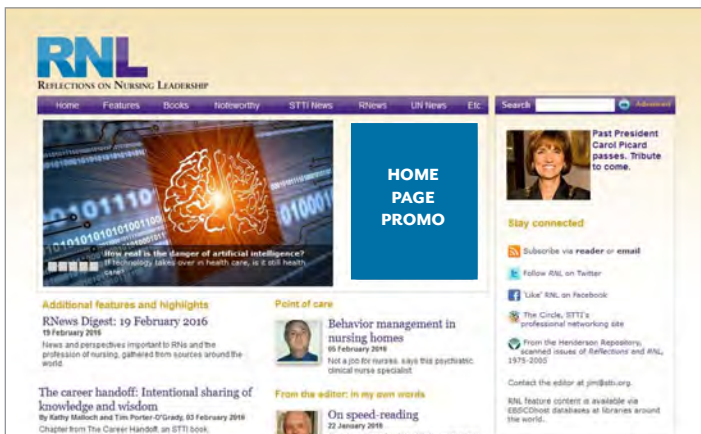 RNL
REFLECTIONS ON NURSING LEADERSHIP
Home Features Books Noteworthy STTI News RNews UN News Etc.
Search Advanced
How real is the danger of artificial intelligence?
If technology takes over in health care, is it still health
care?
HOME
PAGE
PROMO
Past President
Carol Picard
passes. Tribute
to come.
Stay connected
Subscribe via reader or email
Follow RNL on Twitter
'Like' RNL on Facebook
The Circle, STTI's
professional networking site
From the Henderson Repository,
scanned issues of Reflections and RNL,
1975-2005
Contact the editor at jim@stti.org.
RNL feature content is available via
EBSCOhost databases at libraries around
the world.
Additional features and highlights
RNews Digest: 19 February 2016
19 February 2016
News and perspectives important to RNs and the
profession of nursing, gathered from sources around the
world.
The career handoff: Intentional sharing of
knowledge and wisdom
By Kathy Malloch and Tim Porter-O'Grady, 03 February 2016
Chapter from The Career Handoff, an STTI book.
Point of care
Behavior management in
nursing homes
05 February 2016
Not a job for nurses, says this psychiatric
clinical nurse specialist.
From the editor: in my own words
On speed-reading
22 January 2016